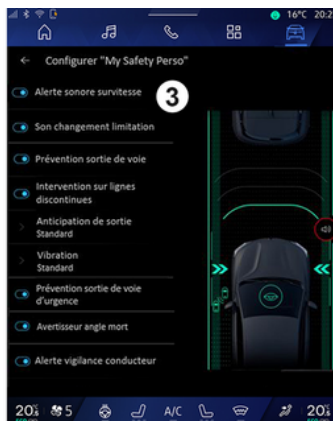 16°C 20:2
← Configurer "My Safety Perso"
Alerte sonore survitesse
3
Son changement limitation
Prévention sortie de voie
Intervention sur lignes
discontinues
Anticipation de sortie
Standard
Vibration
Standard
Prévention sortie de voie
d'urgence
Avertisseur angle mort
Alerte vigilance conducteur
20 5 A/C 20